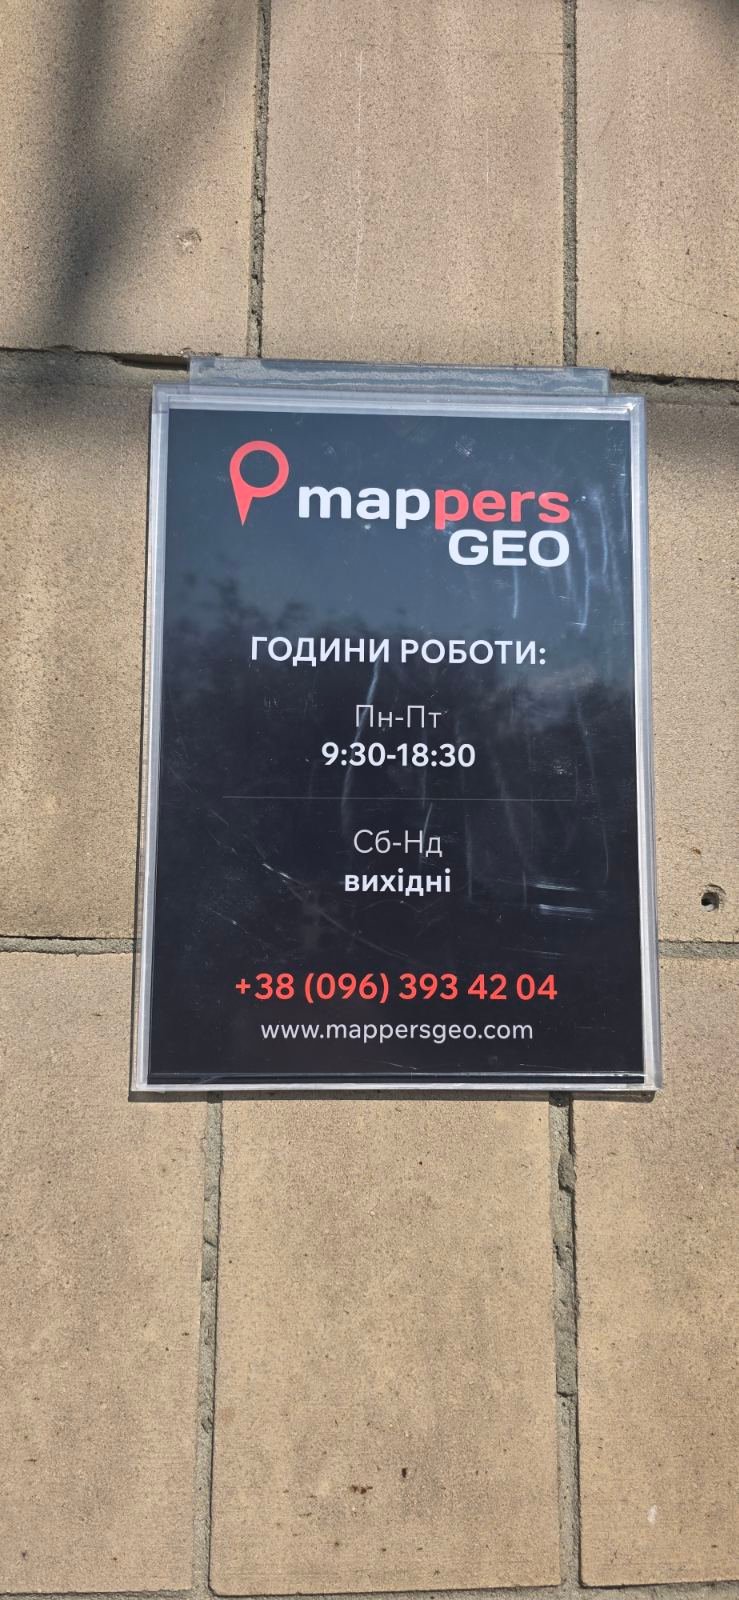 mappers
GEO
ГОДИНИ РОБОТИ:
Пн-Пт
9:30-18:30
Сб-Нд
вихідні
+38 (096) 393 42 04
www.mappersgeo.com